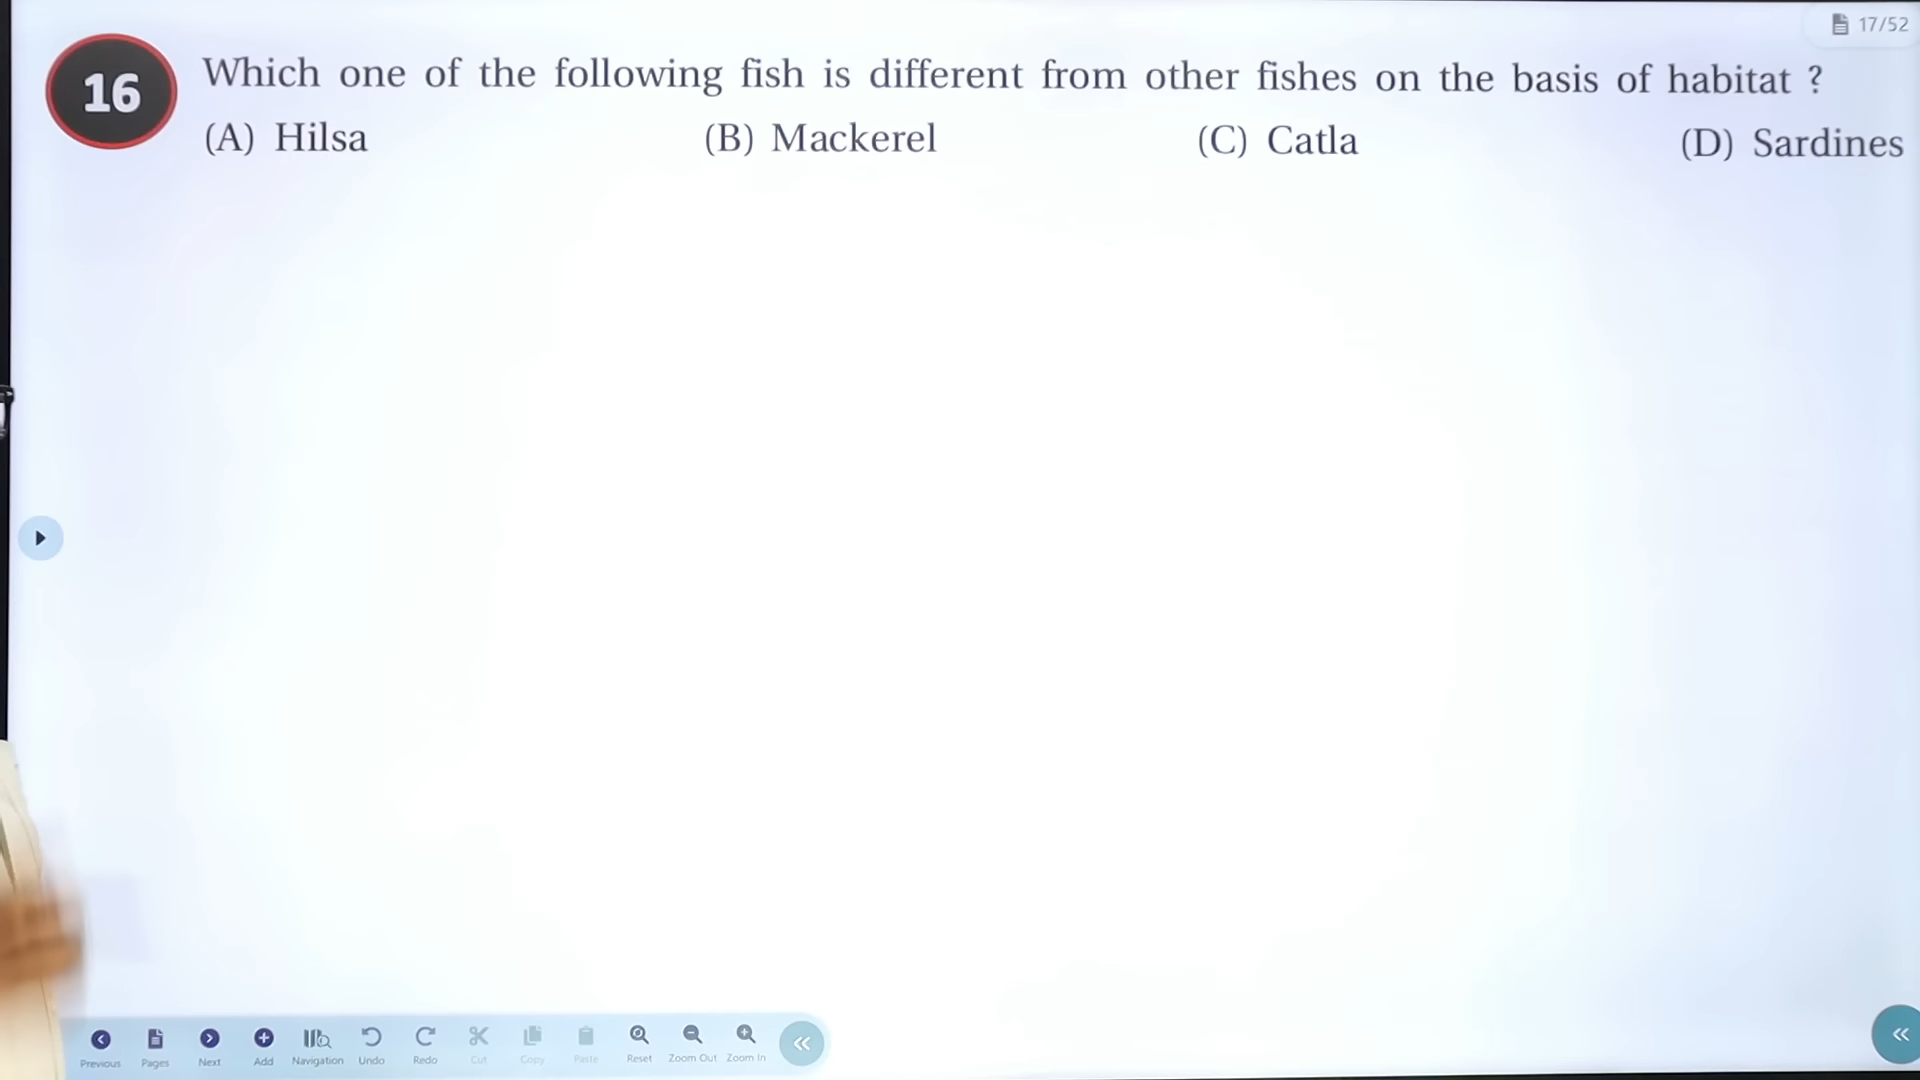 17/52
16 Which one of the following fish is different from other fishes on the basis of habitat ?
(A) Hilsa (B) Mackerel (C) Catla (D) Sardines
Previous Pages Next Add Navigation Undo Redo Cut Copy Paste Reset Zoom Out Zoom In